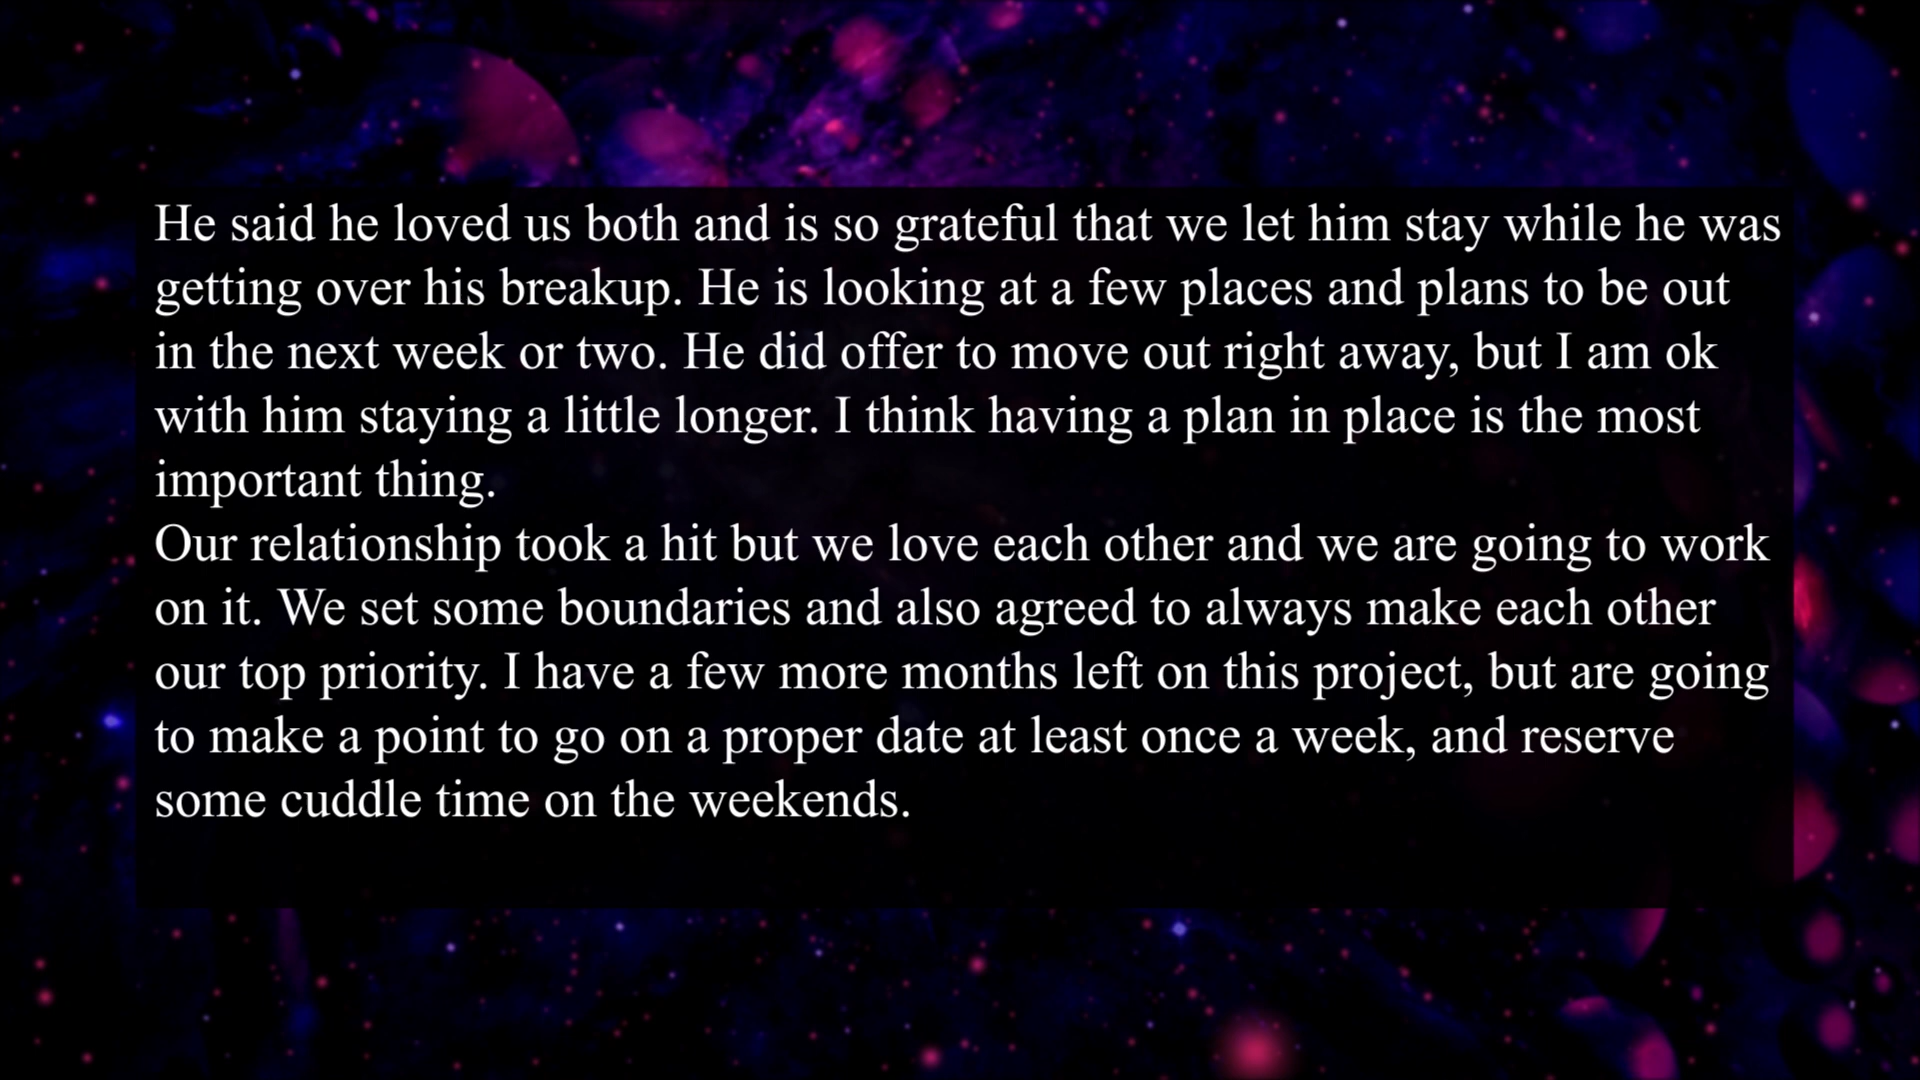 He said he loved us both and is so grateful that we let him stay while he was
getting over his breakup. He is looking at a few places and plans to be out
in the next week or two. He did offer to move out right away, but I am ok
with him staying a little longer. I think having a plan in place is the most
important thing.
Our relationship took a hit but we love each other and we are going to work
on it. We set some boundaries and also agreed to always make each other
our top priority. I have a few more months left on this project, but are going
to make a point to go on a proper date at least once a week, and reserve
some cuddle time on the weekends.